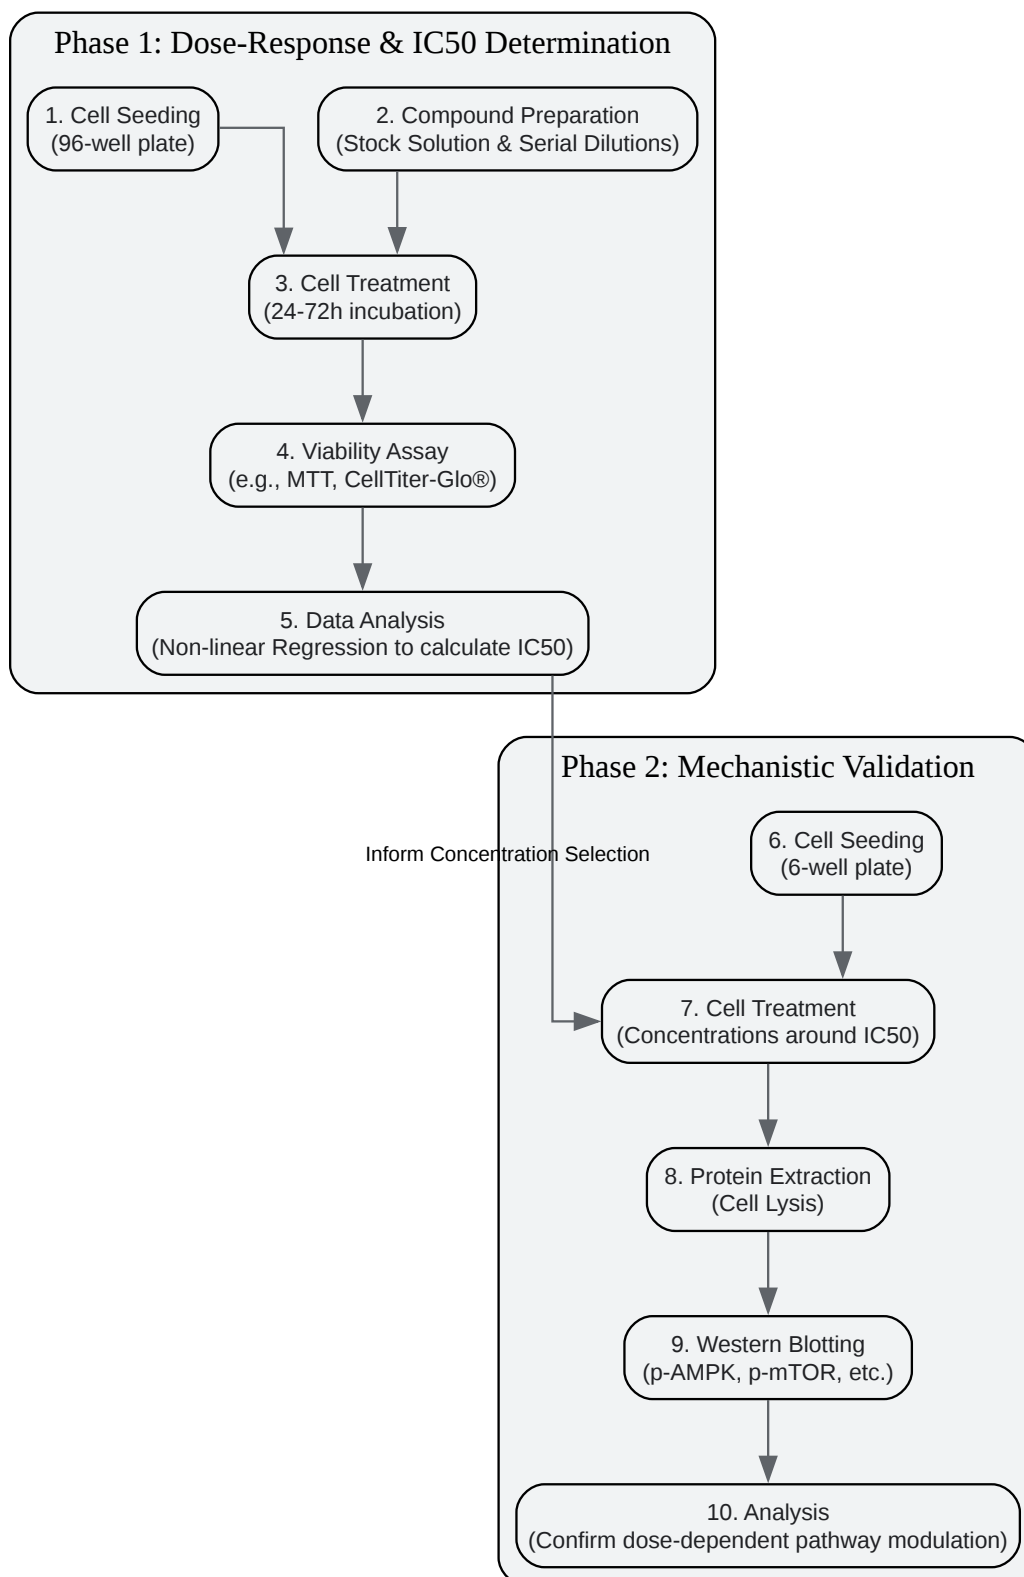 Phase 1: Dose-Response & IC50 Determination
1. Cell Seeding
(96-well plate)
2. Compound Preparation
(Stock Solution & Serial Dilutions)
3. Cell Treatment
(24-72h incubation)
4. Viability Assay
(e.g., MTT, CellTiter-Glo®)
5. Data Analysis
(Non-linear Regression to calculate IC50)
Phase 2: Mechanistic Validation
Inform Concentration Selection
6. Cell Seeding
(6-well plate)
7. Cell Treatment
(Concentrations around IC50)
8. Protein Extraction
(Cell Lysis)
9. Western Blotting
(p-AMPK, p-mTOR, etc.)
10. Analysis
(Confirm dose-dependent pathway modulation)